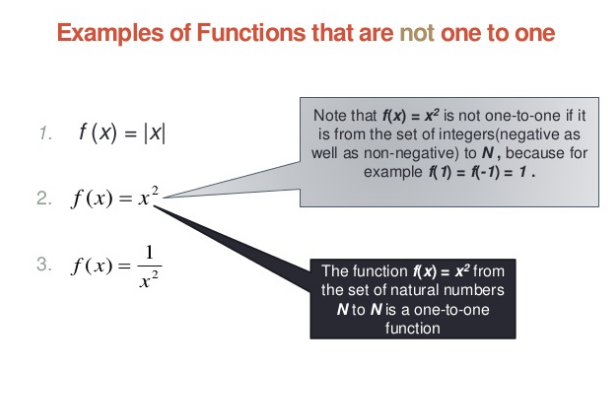 Examples of Functions that are not one to one
1. f(x) = |x|
Note that f(x) = x² is not one-to-one if it
is from the set of integers(negative as
well as non-negative) to N, because for
example f(1) = f(-1) = 1.
2. f(x) = x²
3. f(x) = 1/x²
The function f(x) = x² from
the set of natural numbers
N to N is a one-to-one
function